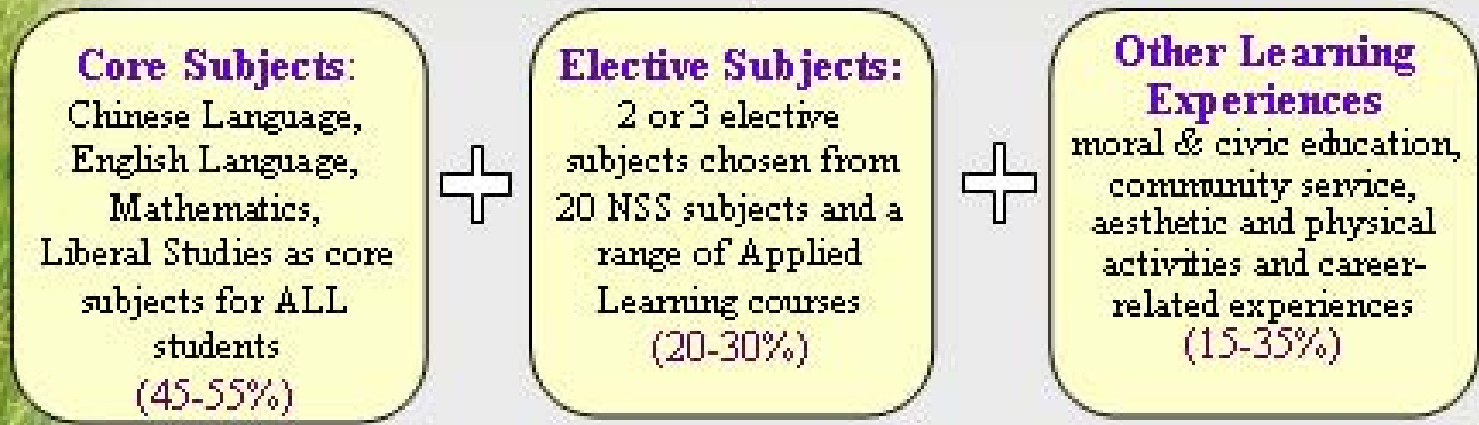 Core Subjects:
Chinese Language,
English Language,
Mathematics,
Liberal Studies as core
subjects for ALL
students
(45-55%)
Elective Subjects:
2 or 3 elective
subjects chosen from
20 NSS subjects and a
range of Applied
Learning courses
(20-30%)
Other Learning
Experiences
moral & civic education,
community service,
aesthetic and physical
activities and career-
related experiences
(15-35%)